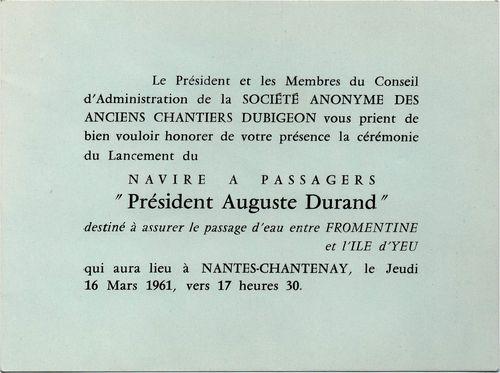 Le Président et les Membres du Conseil
d'Administration de la SOCIÉTÉ ANONYME DES
ANCIENS CHANTIERS DUBIGEON vous prient de
bien vouloir honorer de votre présence la cérémonie
du Lancement du
NAVIRE A PASSAGERS
" Président Auguste Durand "
destiné à assurer le passage d'eau entre FROMENTINE
et l'ILE d'YEU
qui aura lieu à NANTES-CHANTENAY, le Jeudi
16 Mars 1961, vers 17 heures 30.